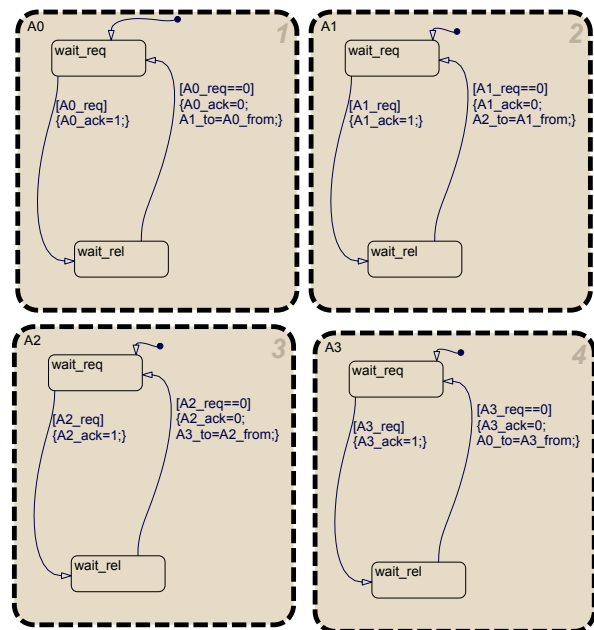 A0
1
wait_req
[A0_req]
{A0_ack=1;}
[A0_req==0]
{A0_ack=0;
A1_to=A0_from;}
wait_rel
A1
2
wait_req
[A1_req]
{A1_ack=1;}
[A1_req==0]
{A1_ack=0;
A2_to=A1_from;}
wait_rel
A2
3
wait_req
[A2_req]
{A2_ack=1;}
[A2_req==0]
{A2_ack=0;
A3_to=A2_from;}
wait_rel
A3
4
wait_req
[A3_req]
{A3_ack=1;}
[A3_req==0]
{A3_ack=0;
A0_to=A3_from;}
wait_rel